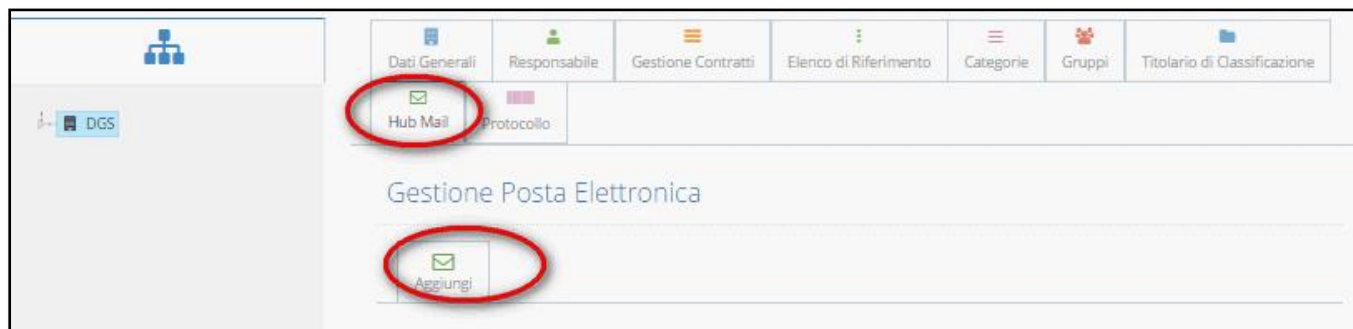 Dati Generali Responsabile Gestione Contratti Elenco di Riferimento Categorie Gruppi Titolario di Classificazione
Hub Mail Protocollo
DGS
Gestione Posta Elettronica
Aggiungi